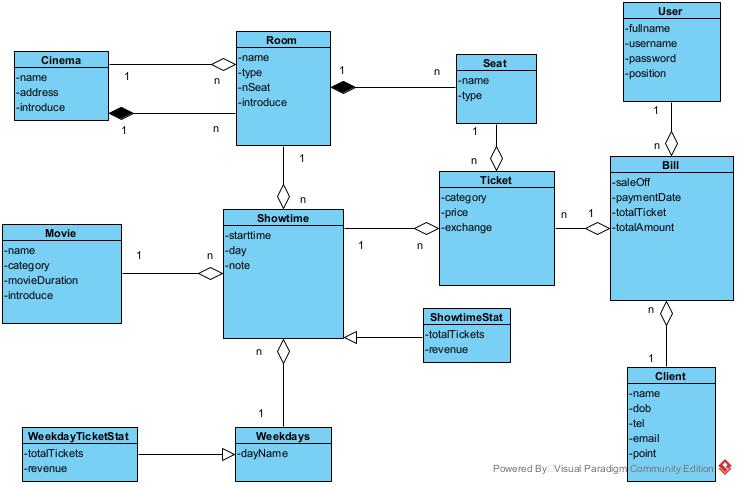 Cinema
-name
-address
-introduce
1
n
1
n
Room
-name
-type
-nSeat
-introduce
1
n
Seat
-name
-type
1
n
User
-fullname
-username
-password
-position
1
n
Bill
-saleOff
-paymentDate
-totalTicket
-totalAmount
n
1
Ticket
-category
-price
-exchange
n
1
1
n
Showtime
-starttime
-day
-note
1
n
Movie
-name
-category
-movieDuration
-introduce
1
n
ShowtimeStat
-totalTickets
-revenue
n
1
Client
-name
-dob
-tel
-email
-point
n
1
Weekdays
-dayName
WeekdayTicketStat
-totalTickets
-revenue
Powered By Visual Paradigm Community Edition